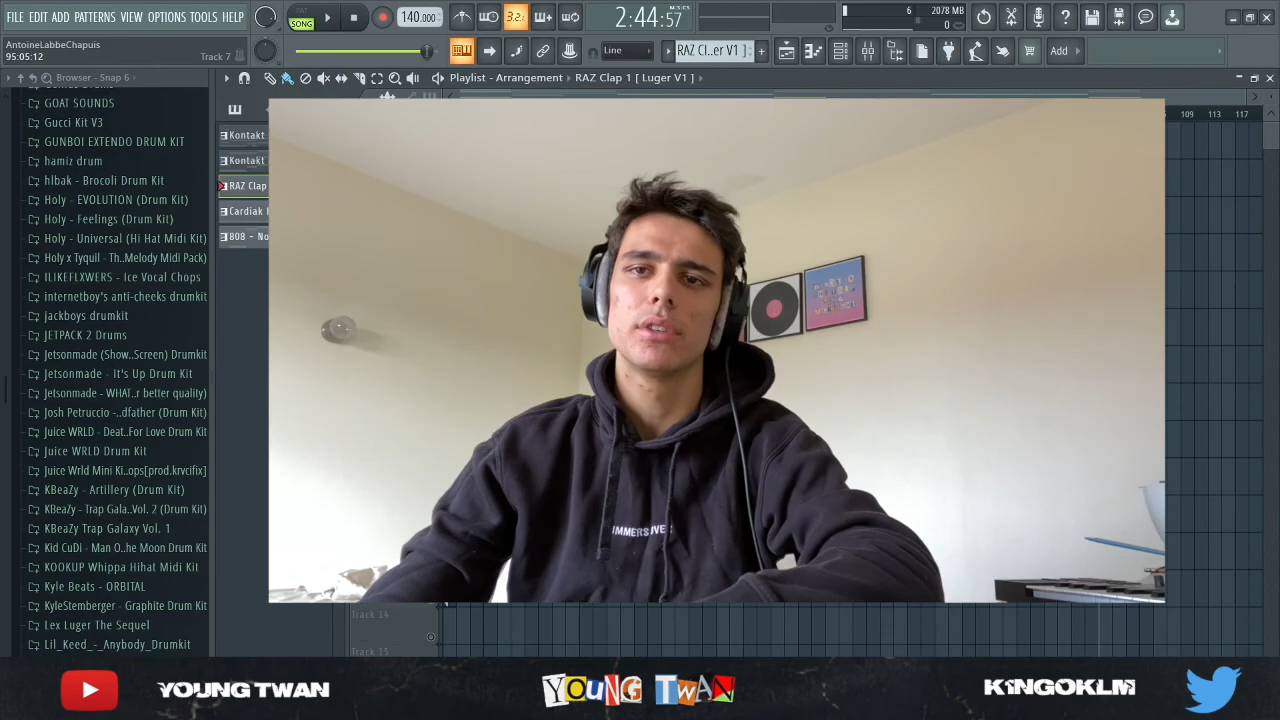 FILE EDIT ADD PATTERNS VIEW OPTIONS TOOLS HELP
PAT
SONG
140.000
3.2.
2:44:57
M:S:CS
6
2078 MB
0
AntoineLabbeChapuis
95:05:12
Track 7
Line
RAZ Cl..er V1 ]
Add
Browser - Snap 6
Playlist - Arrangement
RAZ Clap 1 [ Luger V1 ]
109 113 117
GOAT SOUNDS
Gucci Kit V3
GUNBOI EXTENDO DRUM KIT
hamiz drum
hlbak - Brocoli Drum Kit
Holy - EVOLUTION (Drum Kit)
Holy - Feelings (Drum Kit)
Holy - Universal (Hi Hat Midi Kit)
Holy x Tyquil - Th..Melody Midi Pack)
ILIKEFLXWERS - Ice Vocal Chops
internetboy's anti-cheeks drumkit
jackboys drumkit
JETPACK 2 Drums
Jetsonmade (Show..Screen) Drumkit
Jetsonmade - It's Up Drum Kit
Jetsonmade - WHAT..r better quality)
Josh Petruccio -..dfather (Drum Kit)
Juice WRLD - Deat..For Love Drum Kit
Juice WRLD Drum Kit
Juice Wrld Mini Ki..ops[prod.krvcifix]
KBeaZy - Artillery (Drum Kit)
KBeaZy - Trap Gala..Vol. 2 (Drum Kit)
KBeaZy Trap Galaxy Vol. 1
Kid CuDi - Man O..he Moon Drum Kit
KOOKUP Whippa Hihat Midi Kit
Kyle Beats - ORBITAL
KyleStemberger - Graphite Drum Kit
Lex Luger The Sequel
Lil_Keed_-_Anybody_Drumkit
Kontakt
Kontakt
RAZ Clap
Cardiak
808 - No
Track 14
Track 15
YOUNG TWAN
YOUNG TWAN
K1NGOKLM